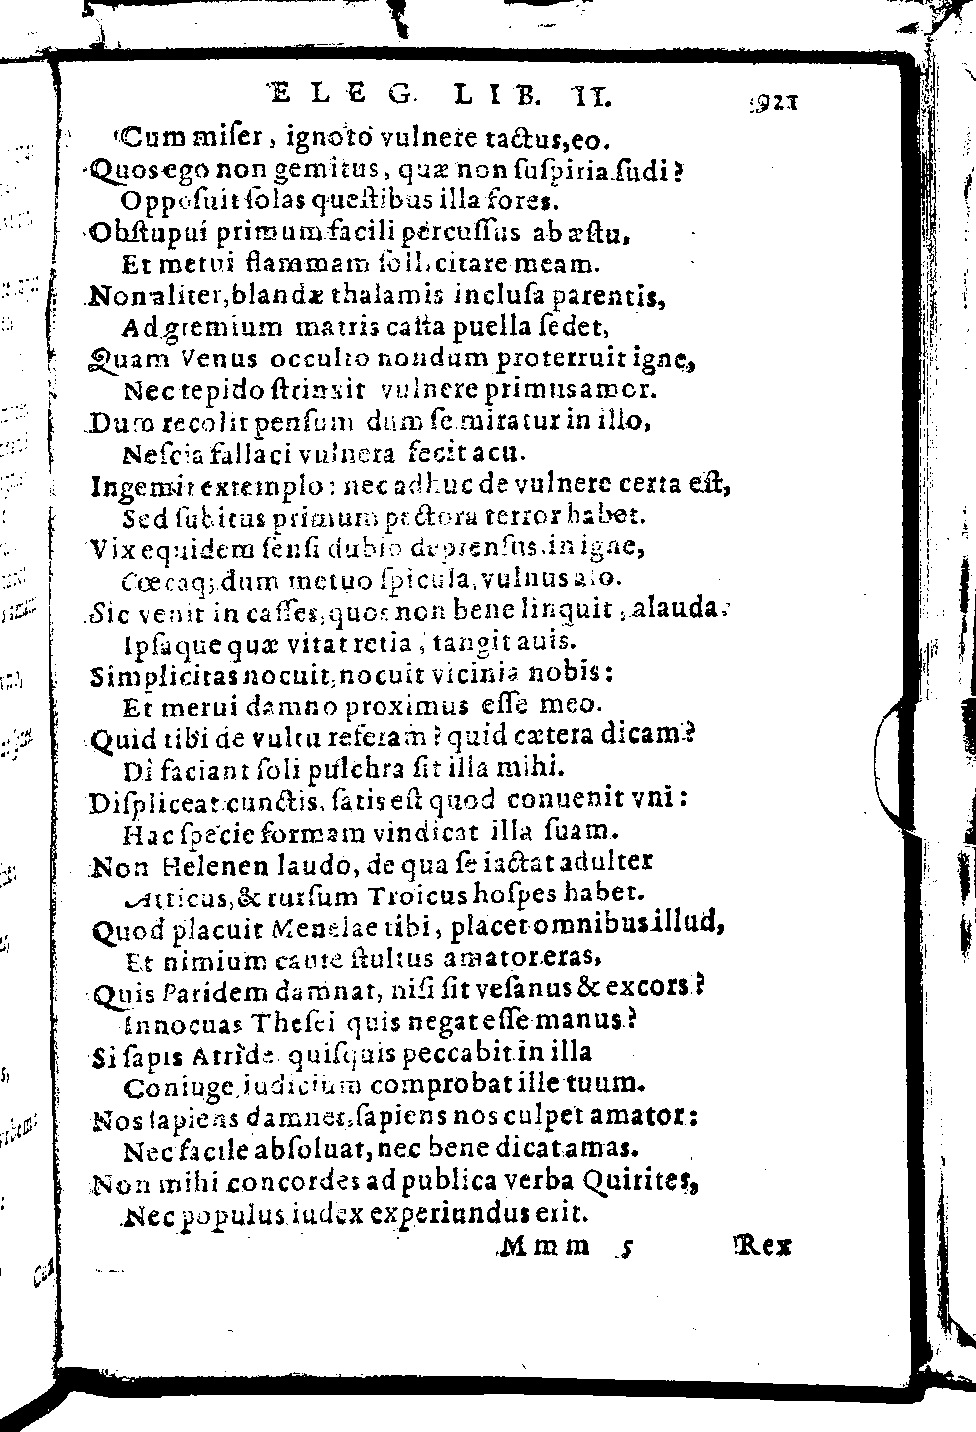 ELEG. LIB. II. 921
Cum miſer, ignoto vulnere tactus, eo.
Quos ego non gemitus, quæ non ſuſpiria fudi?
Oppoſuit ſolas queſtibus illa fores.
Obſtupui primum facili percuſſus ab æſtu,
Et metui flammam ſollicitare meam.
Non aliter, blandæ thalamis incluſa parentis,
Ad gremium matris caſta puella ſedet,
Quam Venus occulto nondum proterruit igne,
Nec tepido ſtrinxit vulnere primus amor.
Dum recolit penſum dum ſe miratur in illo,
Neſcia fallaci vulnera fecit acu.
Ingemit extemplo: nec adhuc de vulnere certa eſt,
Sed ſubitus primum pectora terror habet.
Vix equidem ſenſi dubio deprenſus in igne,
Cæcaq; dum metuo ſpicula, vulnus alo.
Sic venit in caſſes, quos non bene linquit, alauda:
Ipſaque quæ vitat retia, tangit auis.
Simplicitas nocuit, nocuit vicinia nobis:
Et merui damno proximus eſſe meo.
Quid tibi de vultu referam? quid cætera dicam?
Dì faciant ſoli pulchra ſit illa mihi.
Diſpliceat cunctis, ſatis eſt quod conuenit vni:
Hac ſpecie formam vindicat illa ſuam.
Non Helenen laudo, de qua ſe iactat adulter
Atticus, & rurſum Troicus hoſpes habet.
Quod placuit Menelae tibi, placet omnibus illud,
Et nimium caute ſtultus amator eras,
Quis Paridem damnat, niſi ſit veſanus & excors?
Innocuas Theſei quis negat eſſe manus?
Si ſapis Atride quiſquis peccabit in illa
Coniuge, iudicium comprobat ille tuum.
Nos ſapiens damnet, ſapiens nos culpet amator:
Nec facile abſoluat, nec bene dicat amas.
Non mihi concordes ad publica verba Quirites,
Nec populus iudex experiundus erit.
Mmm 5 Rex